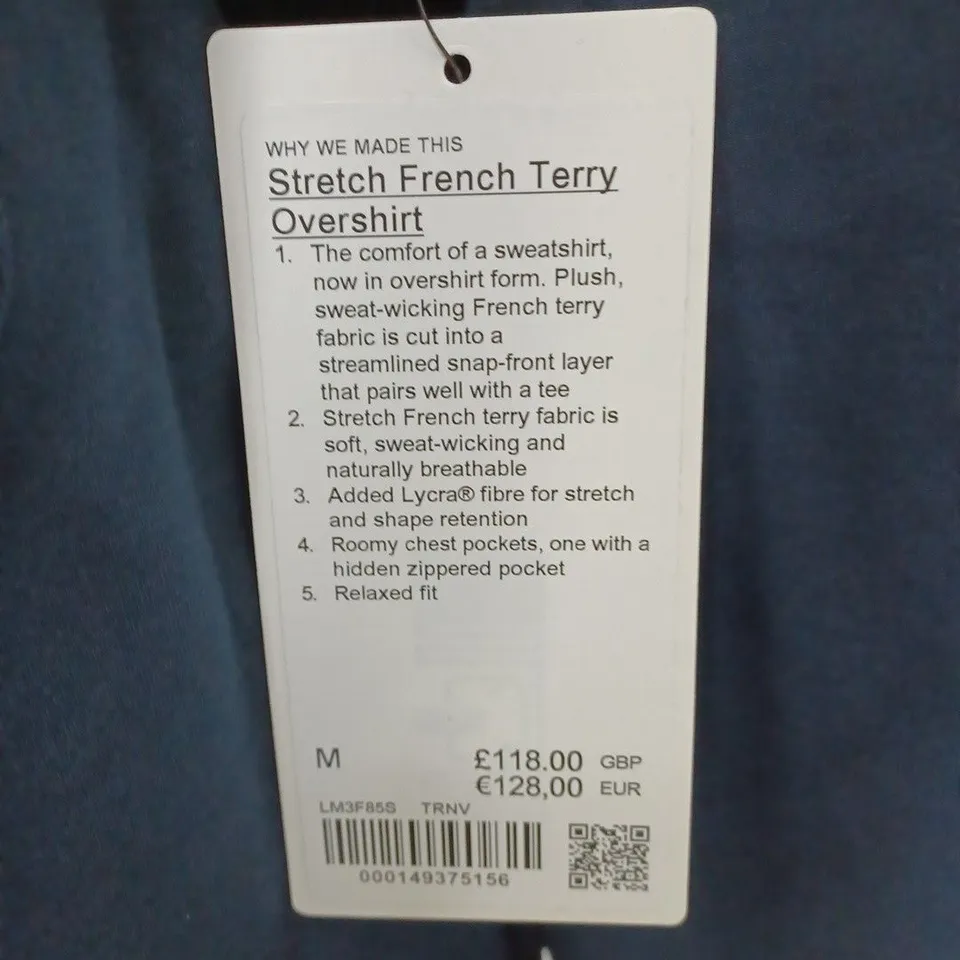 WHY WE MADE THIS
Stretch French Terry
Overshirt
1. The comfort of a sweatshirt,
now in overshirt form. Plush,
sweat-wicking French terry
fabric is cut into a
streamlined snap-front layer
that pairs well with a tee
2. Stretch French terry fabric is
soft, sweat-wicking and
naturally breathable
3. Added Lycra® fibre for stretch
and shape retention
4. Roomy chest pockets, one with a
hidden zippered pocket
5. Relaxed fit
M £118.00 GBP
€128,00 EUR
LM3F85S TRNV
000149375156